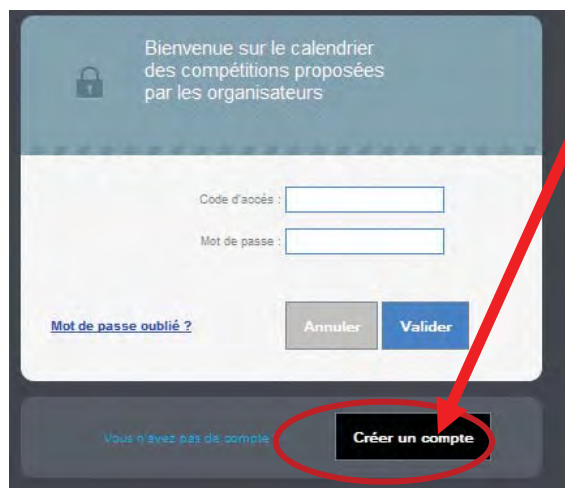 Bienvenue sur le calendrier
des compétitions proposées
par les organisateurs
Code d'accès :
Mot de passe :
Mot de passe oublié ?
Annuler
Valider
Vous n'avez pas de compte
Créer un compte